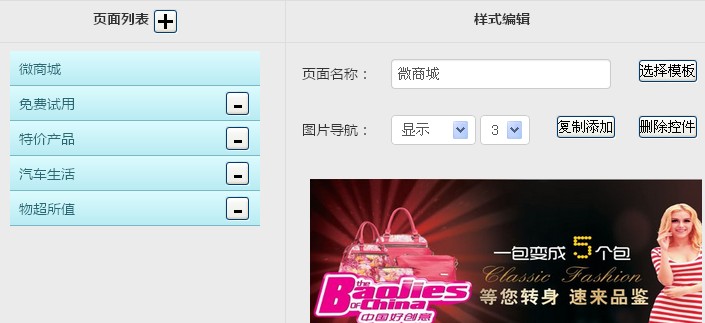 页面列表
微商城
免费试用
特价产品
汽车生活
物超所值
样式编辑
页面名称：
微商城
选择模板
图片导航：
显示
3
复制添加
删除控件
一包变成5个包
Classic Fashion
等您转身 速来品鉴
the
Baolies
of China
中国好创意